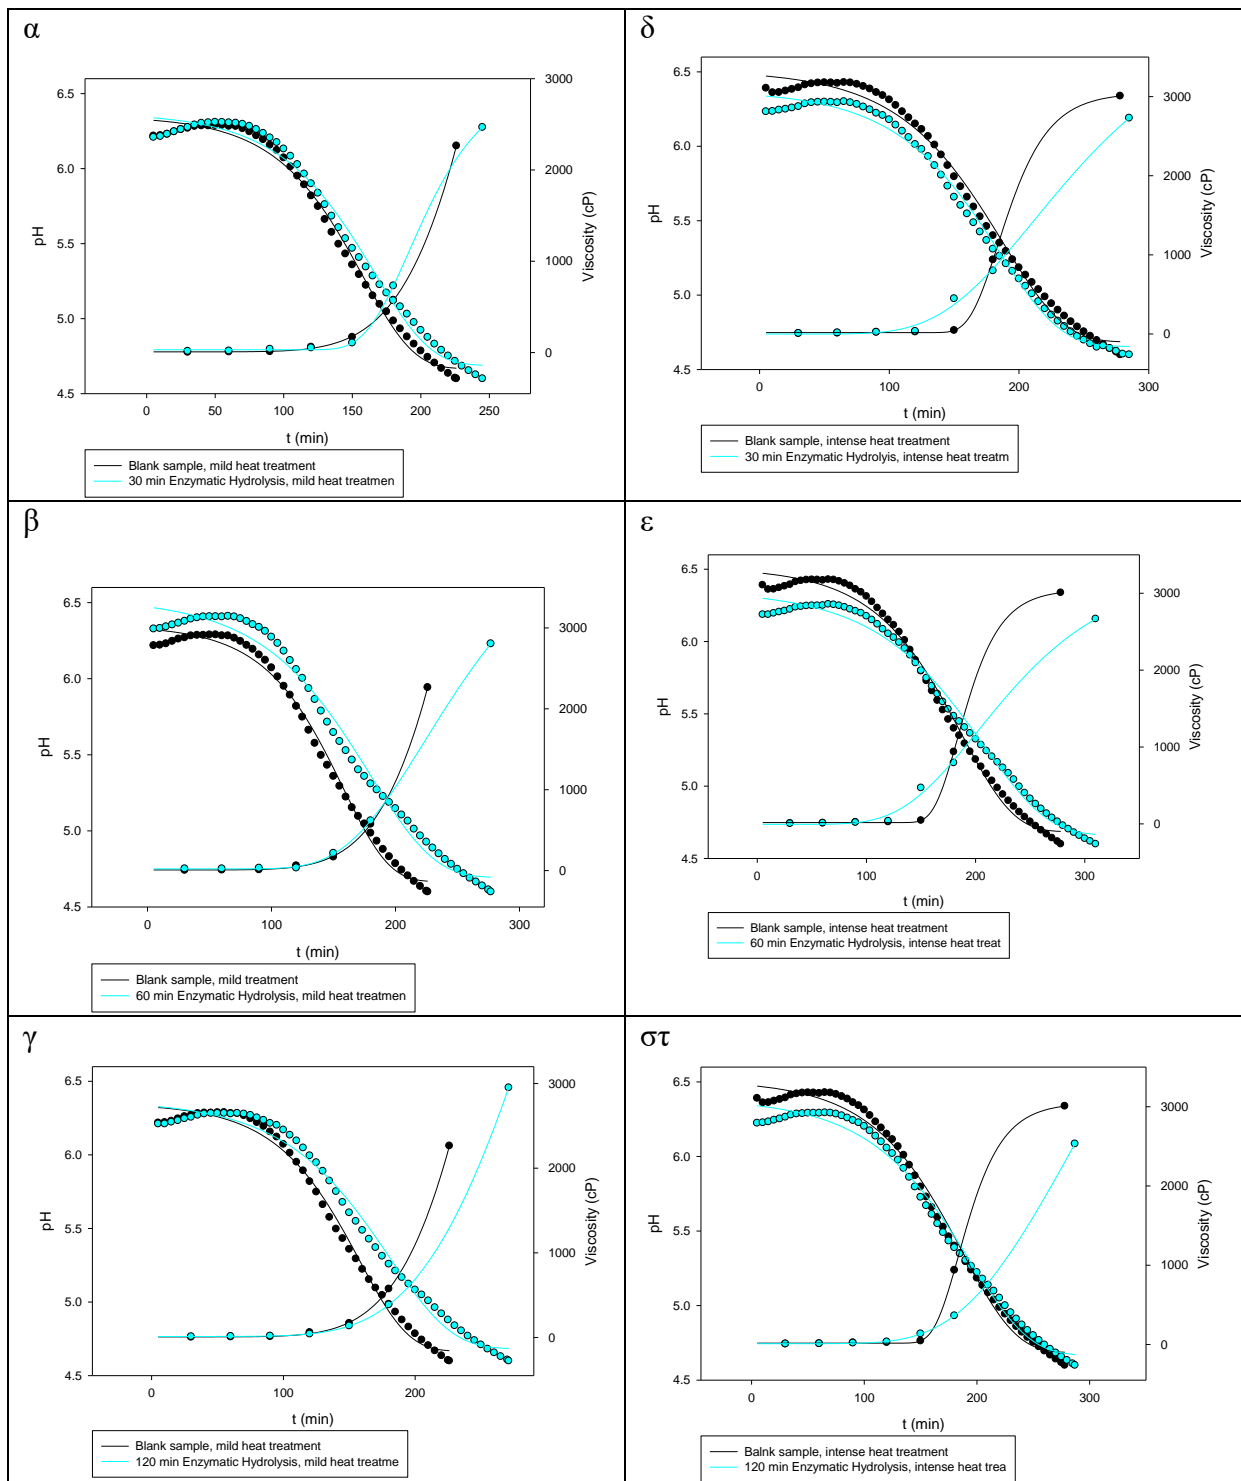 α
6.5
6.0
5.5
5.0
4.5
pH
3000
2000
1000
0
Viscosity (cP)
0 50 100 150 200 250
t (min)
Blank sample, mild heat treatment
30 min Enzymatic Hydrolysis, mild heat treatmen
δ
6.5
6.0
5.5
5.0
4.5
pH
3000
2000
1000
0
Viscosity (cP)
0 100 200 300
t (min)
Blank sample, intense heat treatment
30 min Enzymatic Hydrolyis, intense heat treatm
β
6.5
6.0
5.5
5.0
4.5
pH
3000
2000
1000
0
Viscosity (cP)
0 100 200 300
t (min)
Blank sample, mild treatment
60 min Enzymatic Hydrolysis, mild heat treatmen
ε
6.5
6.0
5.5
5.0
4.5
pH
3000
2000
1000
0
Viscosity (cP)
0 100 200 300
t (min)
Blank sample, intense heat treatment
60 min Enzymatic Hydrolysis, intense heat treat
γ
6.5
6.0
5.5
5.0
4.5
pH
3000
2000
1000
0
Viscosity (cP)
0 100 200
t (min)
Blank sample, mild heat treatment
120 min Enzymatic Hydrolysis, mild heat treatme
στ
6.5
6.0
5.5
5.0
4.5
pH
3000
2000
1000
0
Viscosity (cP)
0 100 200 300
t (min)
Balnk sample, intense heat treatment
120 min Enzymatic Hydrolysis, intense heat trea